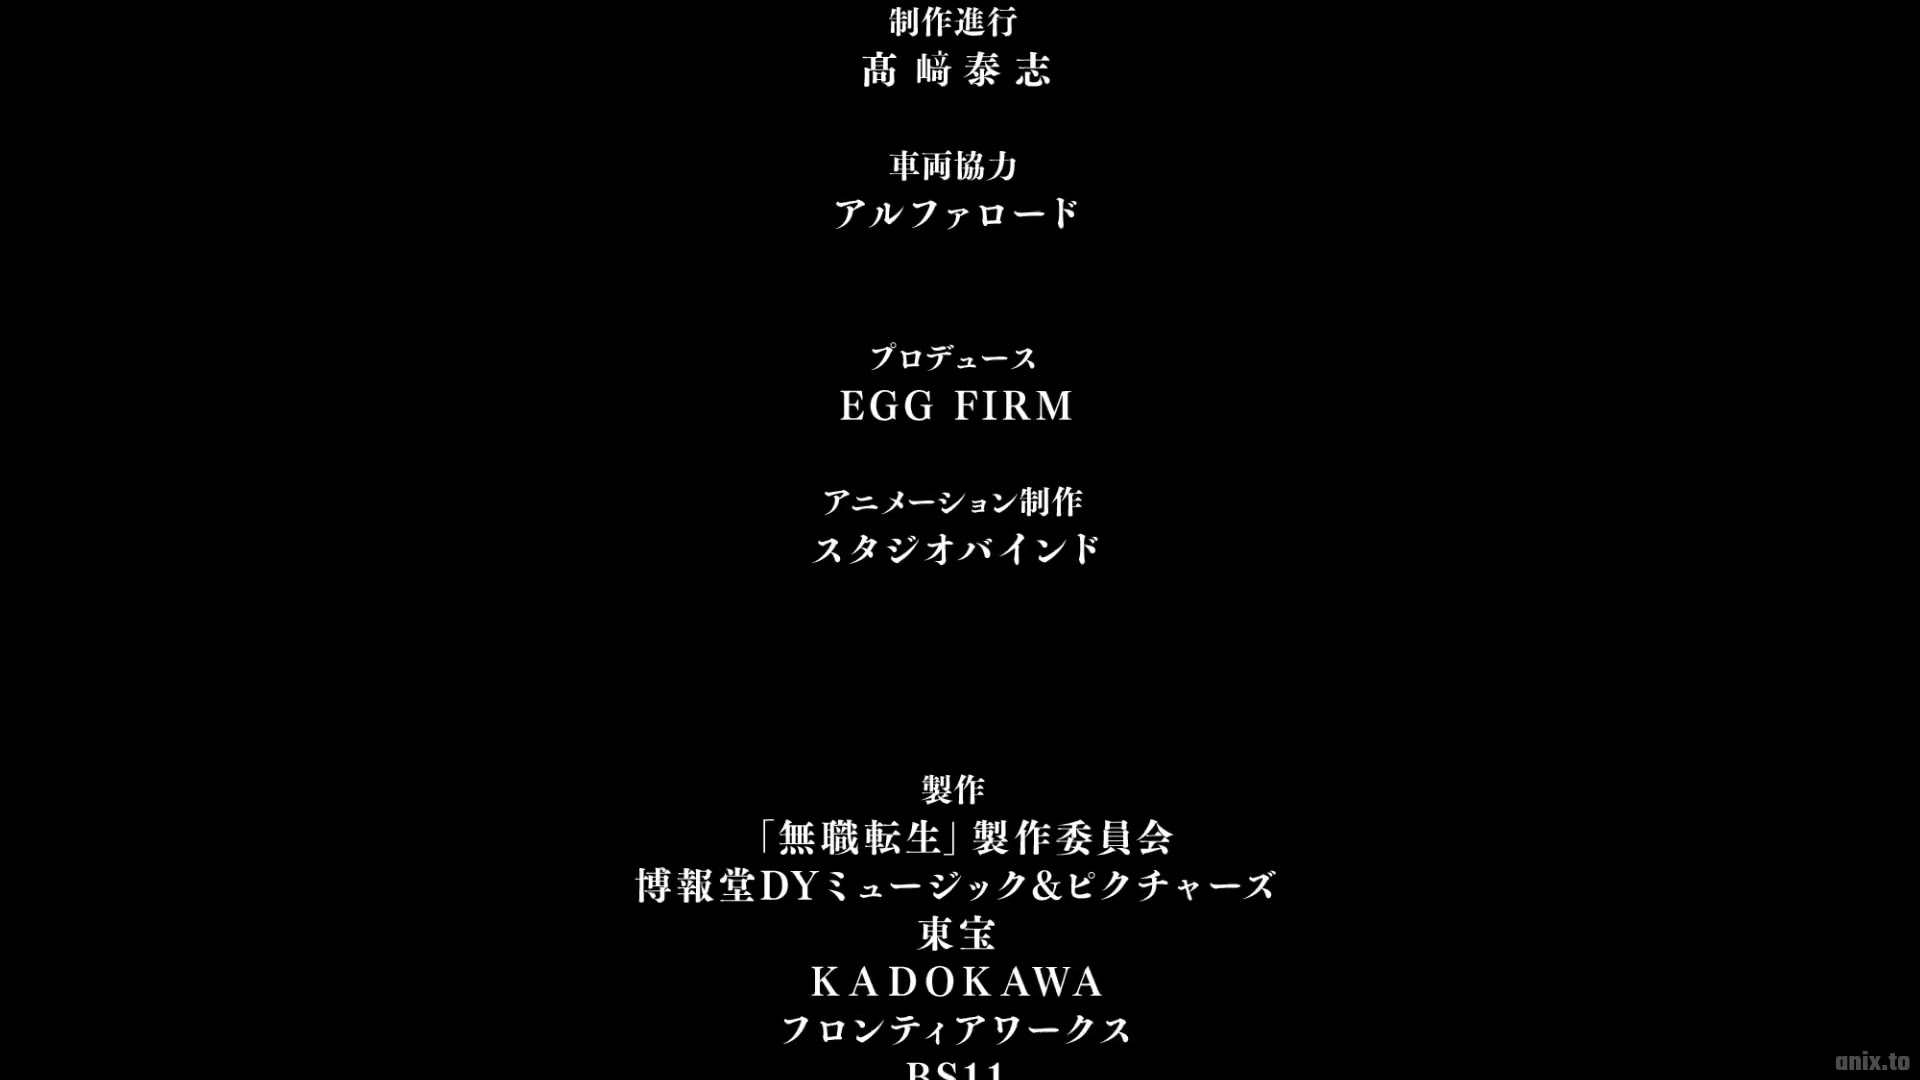 制作進行
髙﨑泰志
車両協力
アルファロード
プロデュース
EGG FIRM
アニメーション制作
スタジオバインド
製作
「無職転生」製作委員会
博報堂DYミュージック&ピクチャーズ
東宝
KADOKAWA
フロンティアワークス
BS11
anix.to